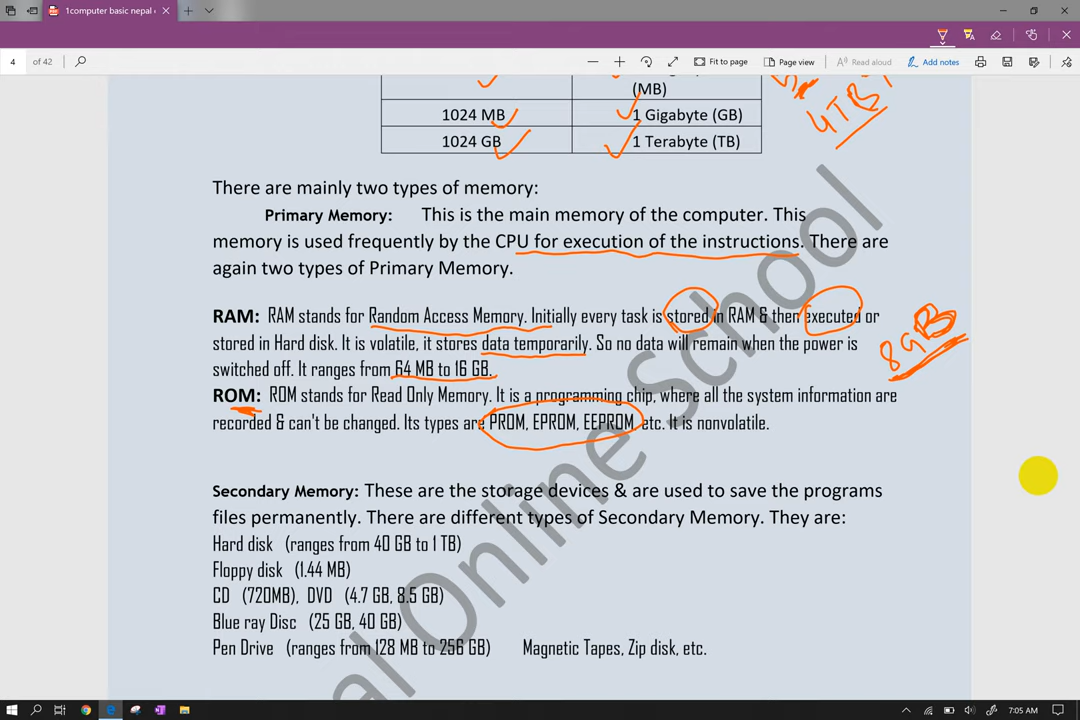 1computer basic nepal
4 of 42
Fit to page
Page view
Read aloud
Add notes
(MB)
1024 MB 1 Gigabyte (GB)
1024 GB 1 Terabyte (TB)
4TB
There are mainly two types of memory:
Primary Memory: This is the main memory of the computer. This
memory is used frequently by the CPU for execution of the instructions. There are
again two types of Primary Memory.
RAM: RAM stands for Random Access Memory. Initially every task is stored in RAM & then executed or
stored in Hard disk. It is volatile, it stores data temporarily. So no data will remain when the power is
switched off. It ranges from 64 MB to 16 GB.
8GB
ROM: ROM stands for Read Only Memory. It is a programming chip, where all the system information are
recorded & can't be changed. Its types are PROM, EPROM, EEPROM etc. It is nonvolatile.
Secondary Memory: These are the storage devices & are used to save the programs
files permanently. There are different types of Secondary Memory. They are:
Hard disk (ranges from 40 GB to 1 TB)
Floppy disk (1.44 MB)
CD (720MB), DVD (4.7 GB, 8.5 GB)
Blue ray Disc (25 GB, 40 GB)
Pen Drive (ranges from 128 MB to 256 GB) Magnetic Tapes, Zip disk, etc.
al Online School
7:05 AM